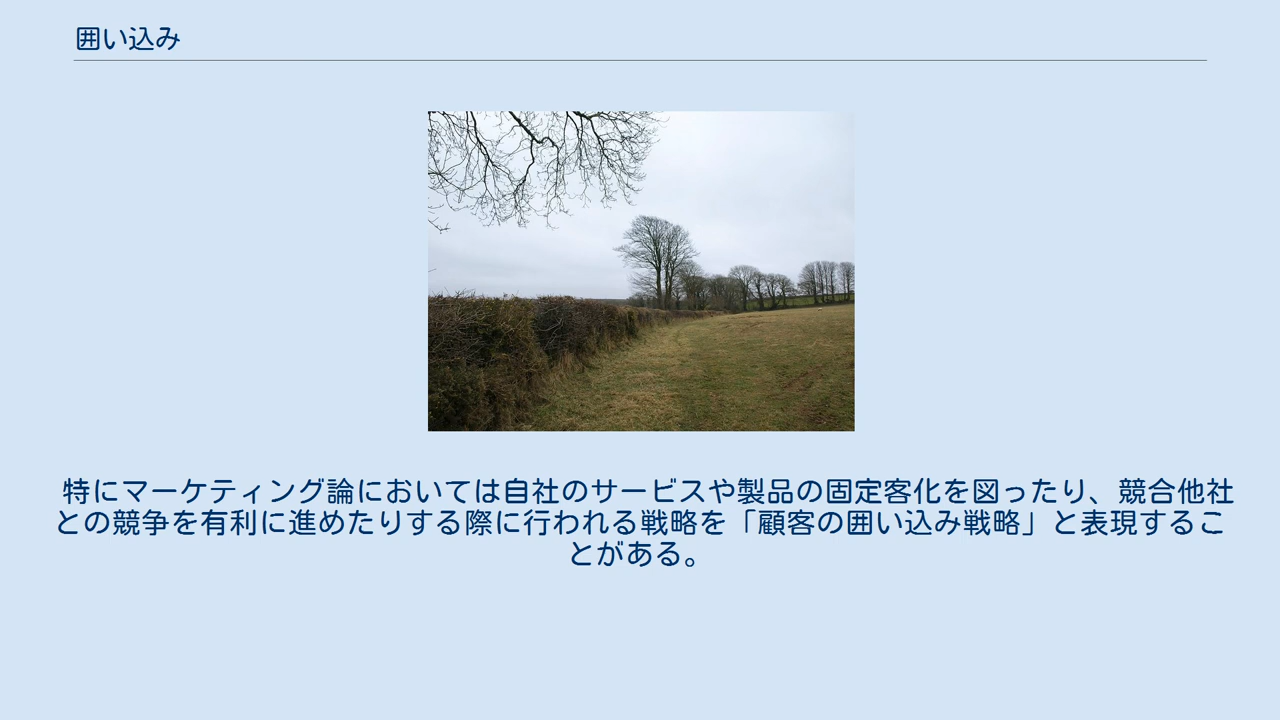 囲い込み
特にマーケティング論においては自社のサービスや製品の固定客化を図ったり、競合他社
との競争を有利に進めたりする際に行われる戦略を「顧客の囲い込み戦略」と表現するこ
とがある。